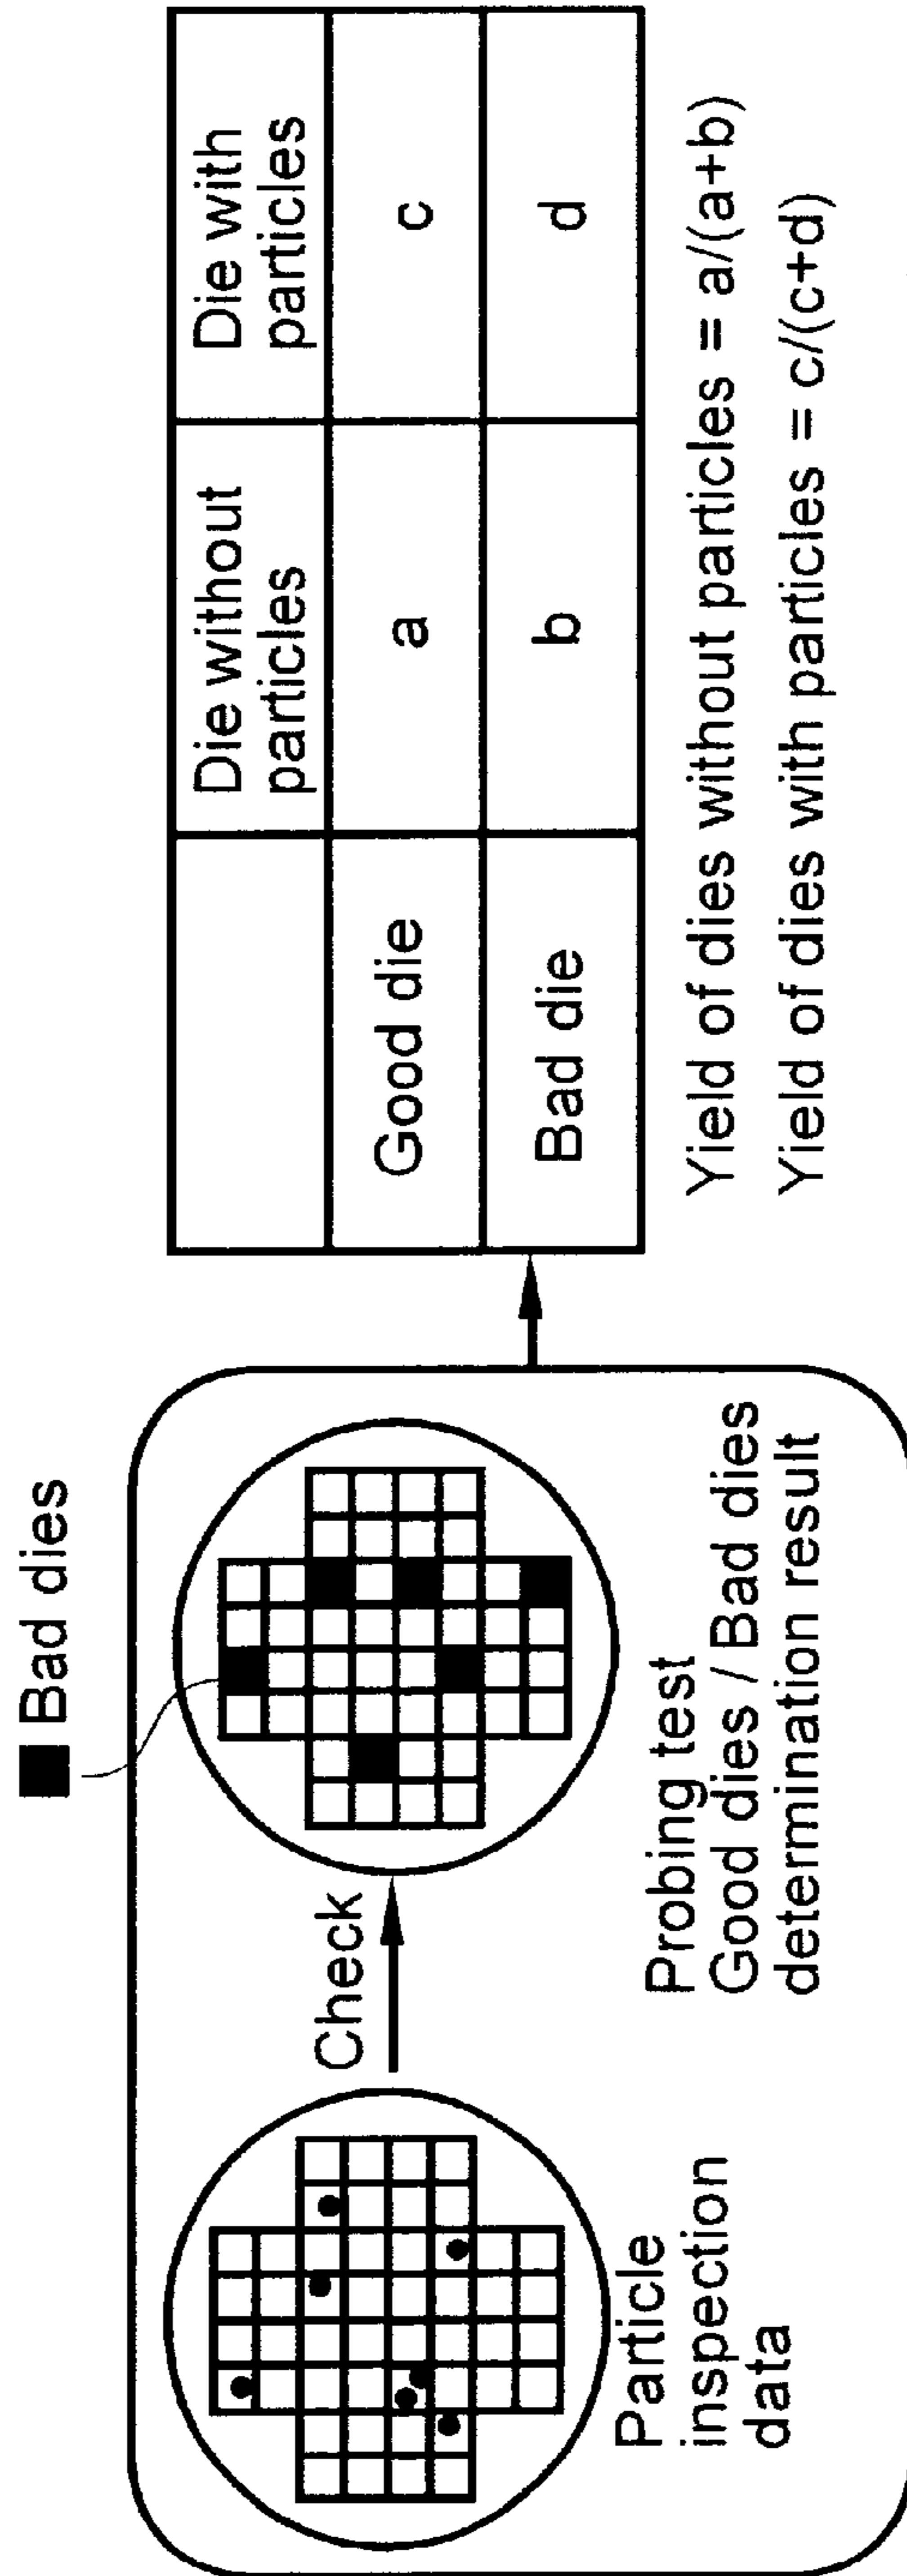 ■ Bad dies
Check
Particle
inspection
data
Probing test
Good dies / Bad dies
determination result
Die without
particles
Die with
particles
Good die
a
c
Bad die
b
d
Yield of dies without particles = a/(a+b)
Yield of dies with particles = c/(c+d)